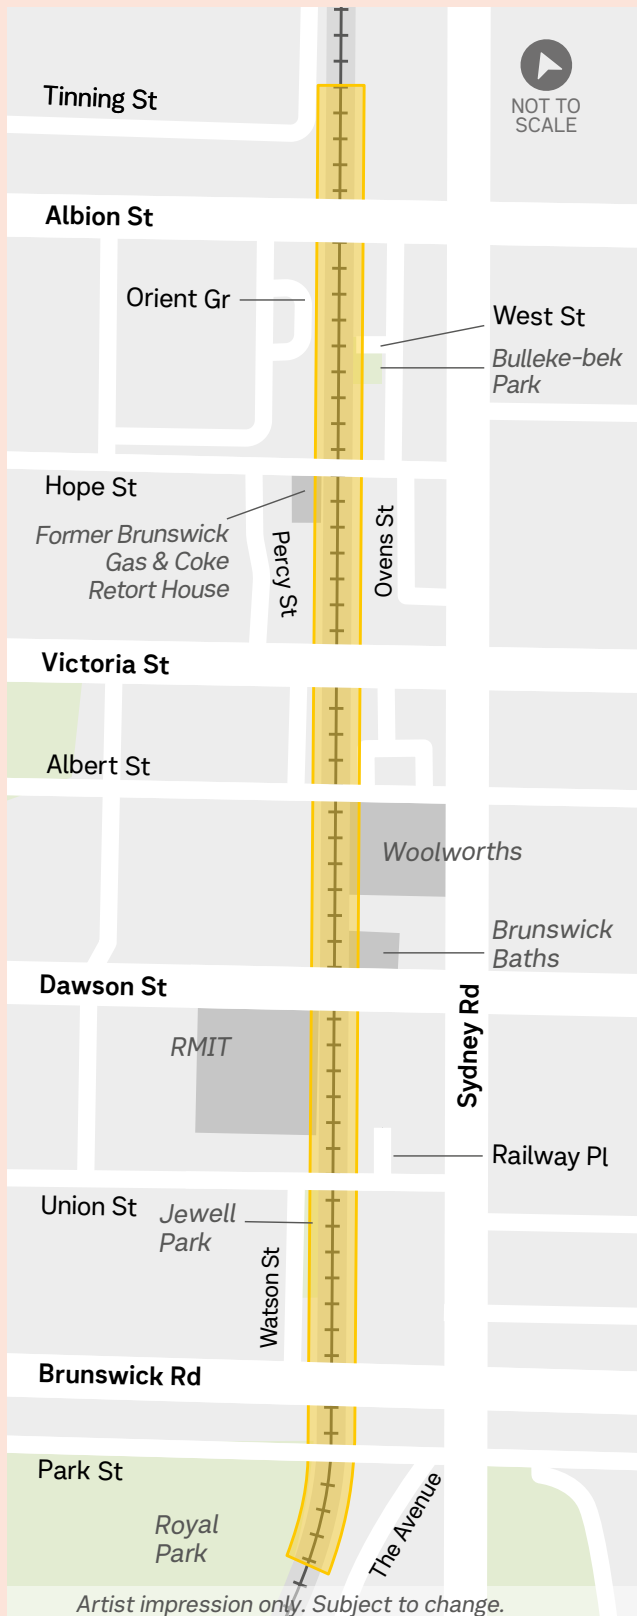 Tinning St
NOT TO
SCALE
Albion St
Orient Gr
West St
Bulleke-bek
Park
Hope St
Former Brunswick
Gas & Coke
Retort House
Percy St
Ovens St
Victoria St
Albert St
Woolworths
Brunswick
Baths
Dawson St
Sydney Rd
RMIT
Railway Pl
Union St
Jewell
Park
Watson St
Brunswick Rd
Park St
The Avenue
Royal
Park
Artist impression only. Subject to change.